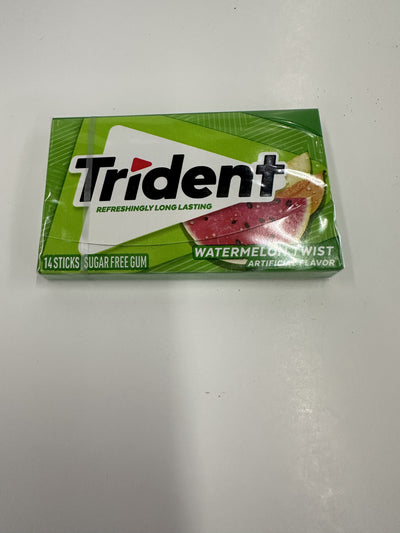 Trident
REFRESHINGLY LONG LASTING
WATERMELON TWIST
14 STICKS SUGAR FREE GUM
ARTIFICIAL FLAVOR